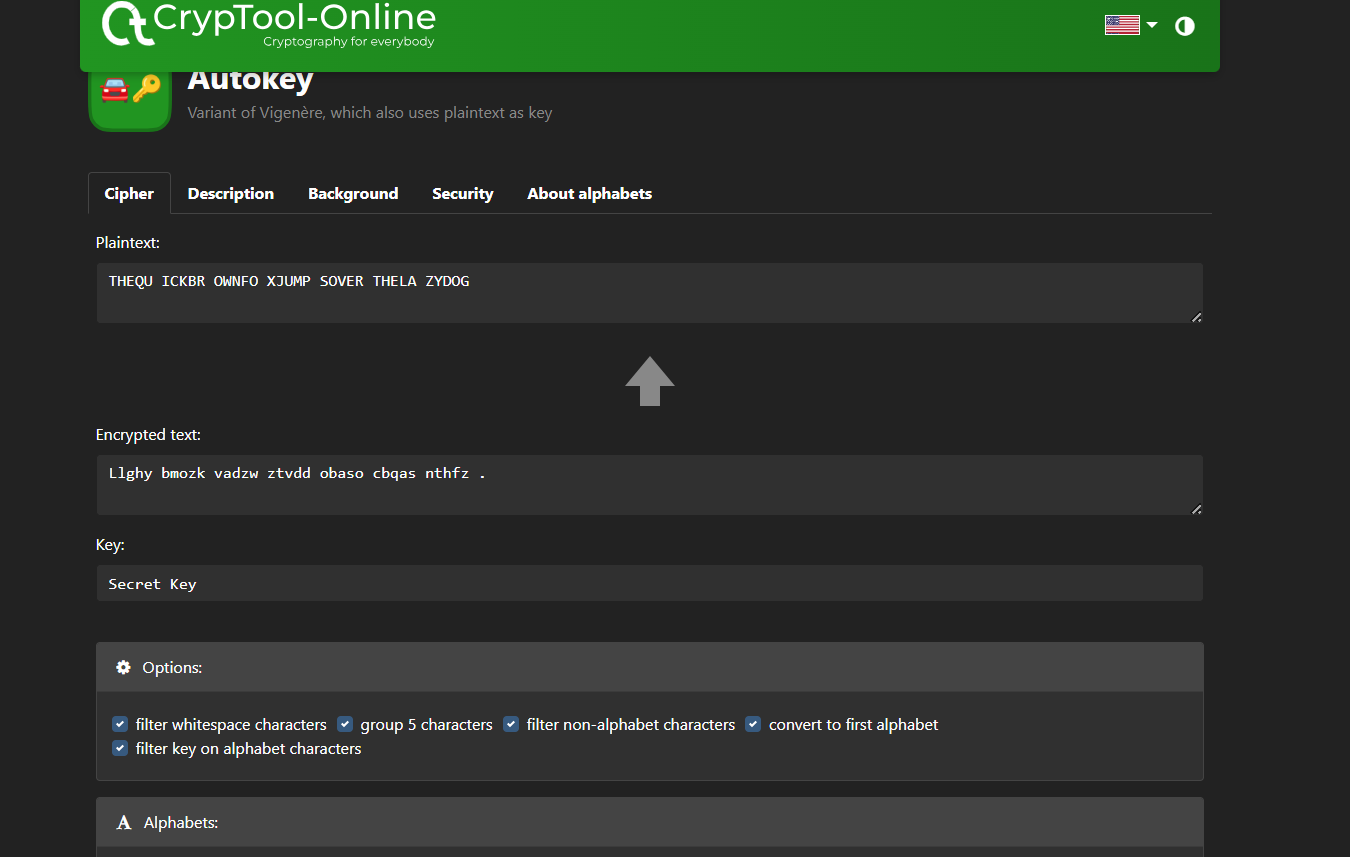 CrypTool-Online
Cryptography for everybody
Autokey
Variant of Vigenère, which also uses plaintext as key
Cipher Description Background Security About alphabets
Plaintext:
THEQU ICKBR OWNFO XJUMP SOVER THELA ZYDOG
Encrypted text:
Llghy bmozk vadzw ztvdd obaso cbqas nthfz .
Key:
Secret Key
Options:
filter whitespace characters group 5 characters filter non-alphabet characters convert to first alphabet
filter key on alphabet characters
Alphabets: